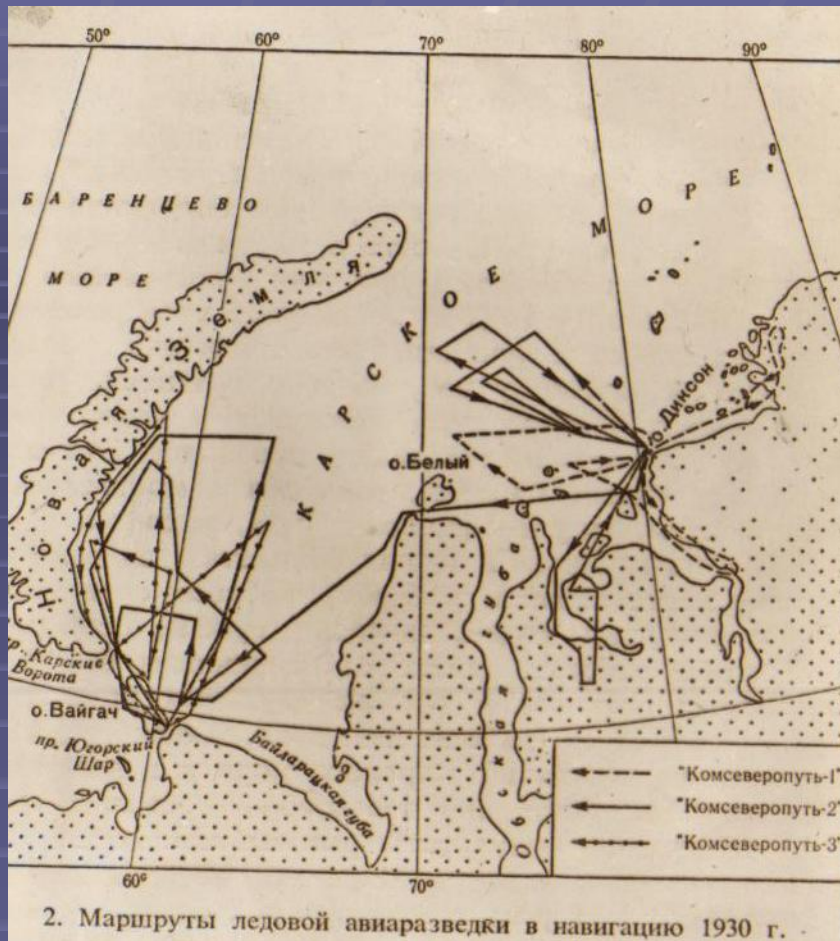 50° 60° 70° 80° 90°
БАРЕНЦЕВО
МОРЕ
Новая Земля
КАРСКОЕ МОРЕ
о. Диксон
о.Белый
пр. Карские
Ворота
о.Вайгач
пр. Югорский
Шар
Байдарацкая губа
Обская губа
60° 70°
"Комсеверопуть-1"
"Комсеверопуть-2"
"Комсеверопуть-3"
2. Маршруты ледовой авиаразведки в навигацию 1930 г.